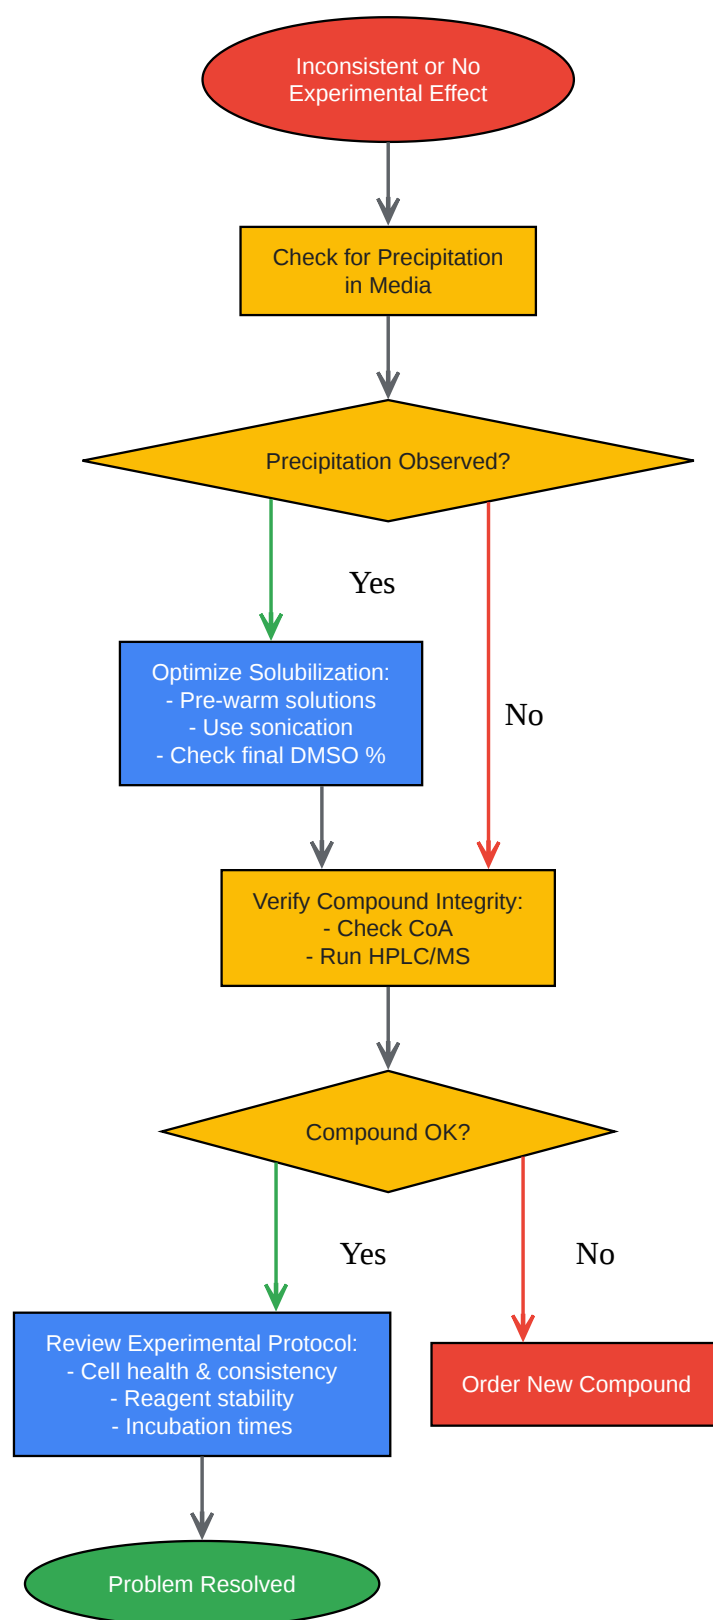 Inconsistent or No
Experimental Effect
Check for Precipitation
in Media
Precipitation Observed?
Yes
Optimize Solubilization:
- Pre-warm solutions
- Use sonication
- Check final DMSO %
No
Verify Compound Integrity:
- Check CoA
- Run HPLC/MS
Compound OK?
Yes
No
Review Experimental Protocol:
- Cell health & consistency
- Reagent stability
- Incubation times
Order New Compound
Problem Resolved